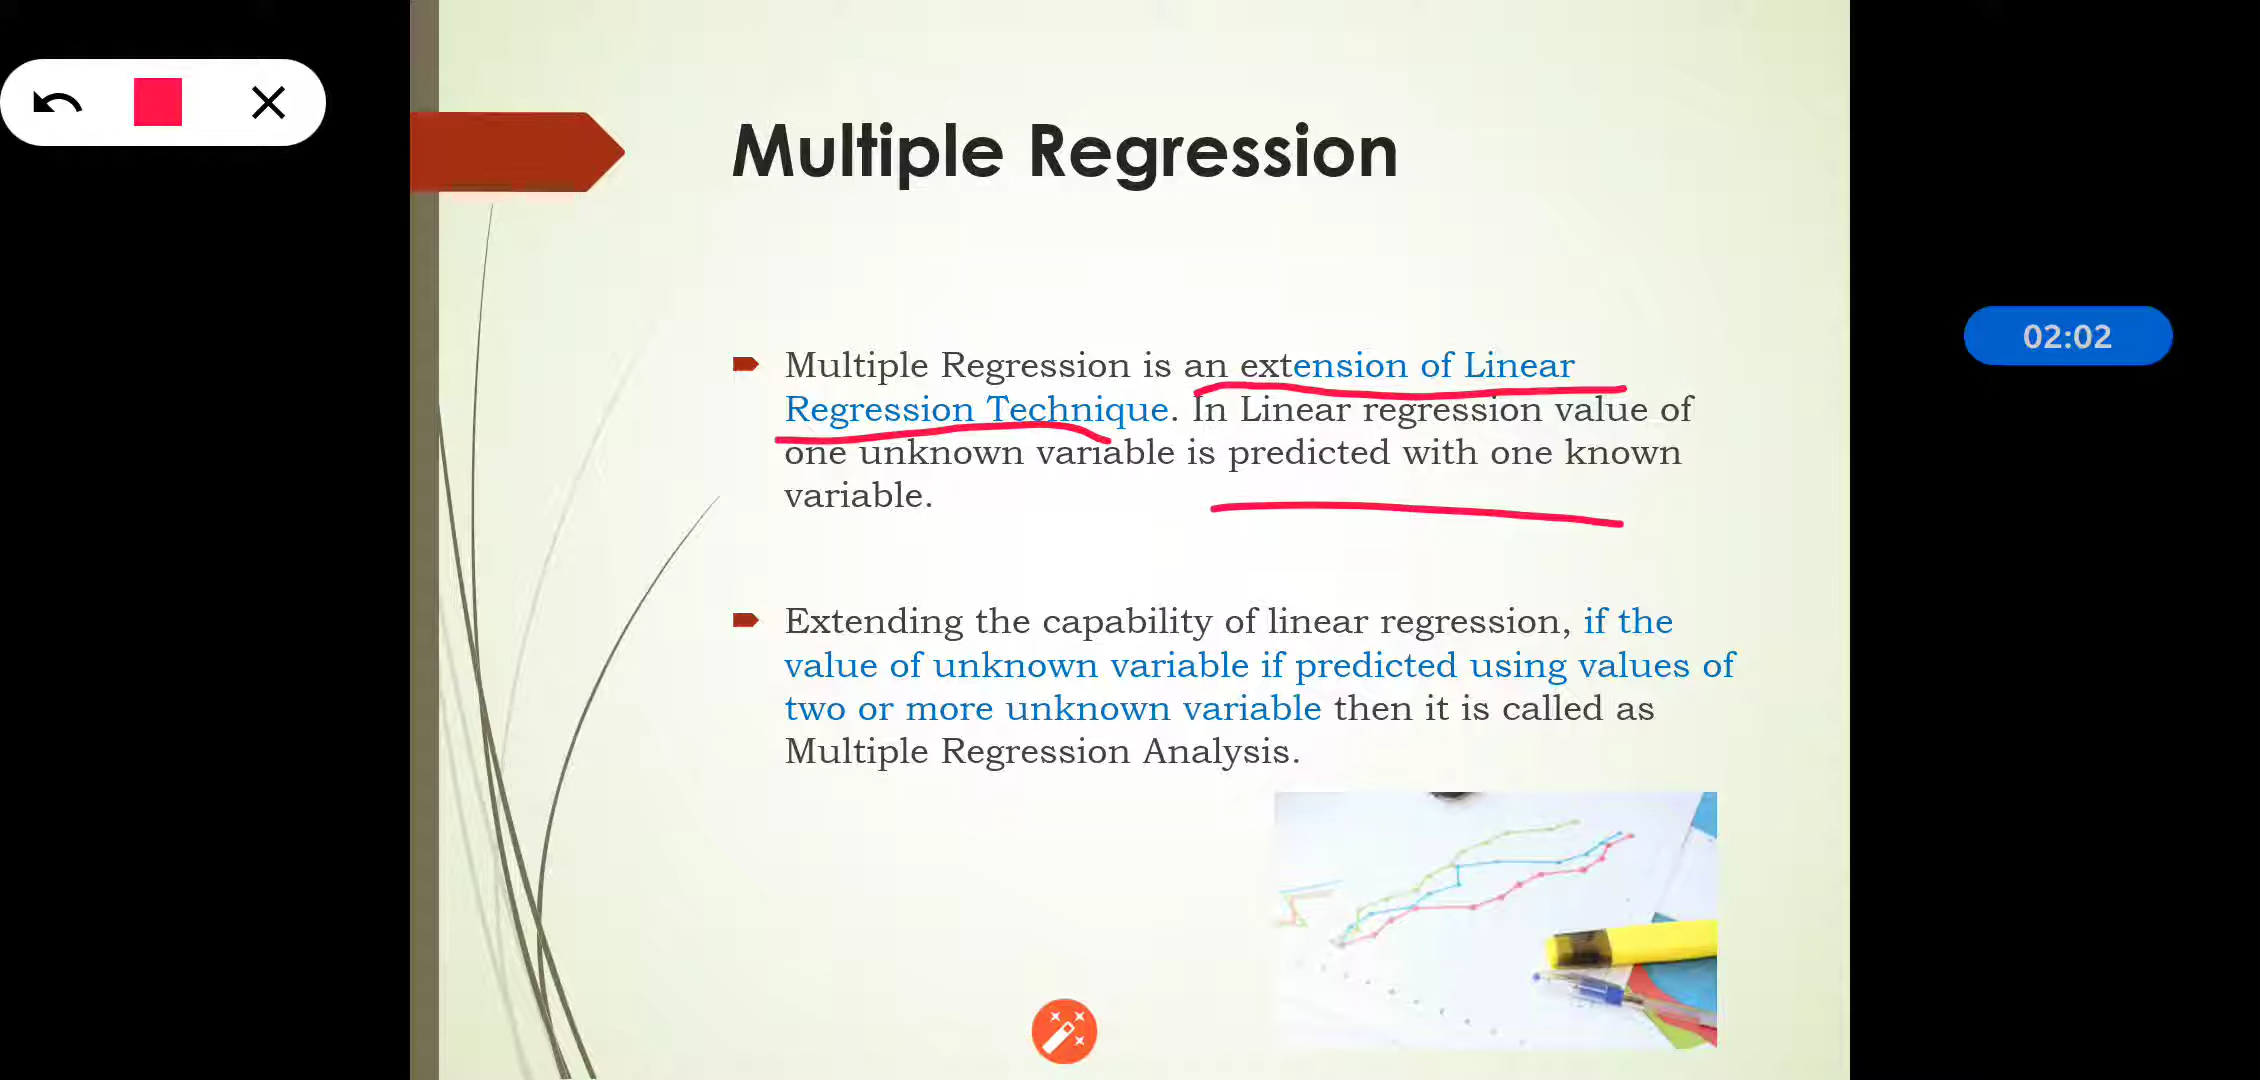 Multiple Regression
02:02
Multiple Regression is an extension of Linear
Regression Technique. In Linear regression value of
one unknown variable is predicted with one known
variable.
Extending the capability of linear regression, if the
value of unknown variable if predicted using values of
two or more unknown variable then it is called as
Multiple Regression Analysis.